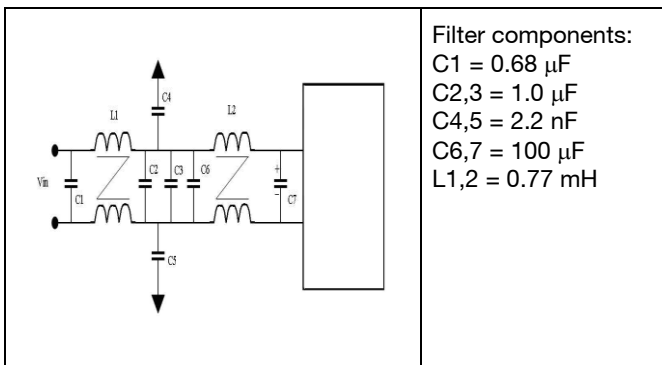 C4
L1
L2
C2
C3
C6
+
Vin
C1
−
C7
C5
Filter components:
C1 = 0.68 μF
C2,3 = 1.0 μF
C4,5 = 2.2 nF
C6,7 = 100 μF
L1,2 = 0.77 mH